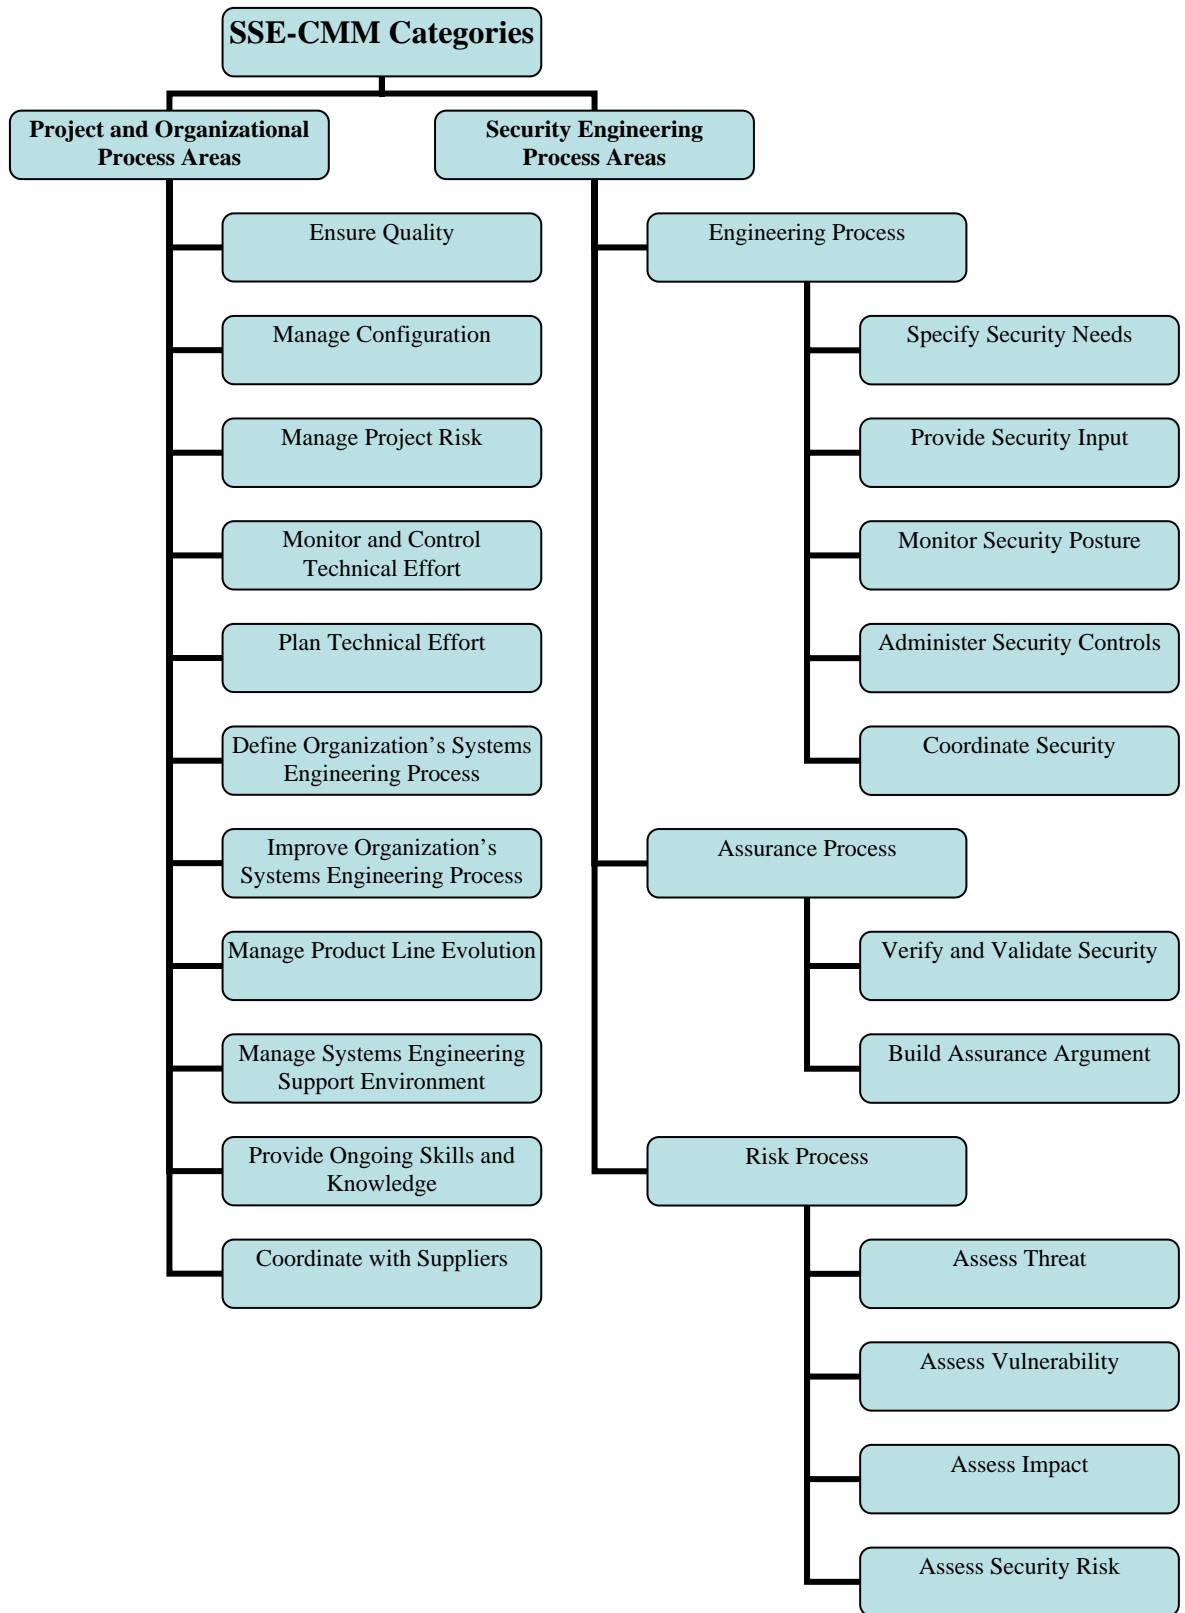 SSE-CMM Categories
Project and Organizational
Process Areas
Security Engineering
Process Areas
Ensure Quality
Manage Configuration
Manage Project Risk
Monitor and Control
Technical Effort
Plan Technical Effort
Define Organization’s Systems
Engineering Process
Improve Organization’s
Systems Engineering Process
Manage Product Line Evolution
Manage Systems Engineering
Support Environment
Provide Ongoing Skills and
Knowledge
Coordinate with Suppliers
Engineering Process
Specify Security Needs
Provide Security Input
Monitor Security Posture
Administer Security Controls
Coordinate Security
Assurance Process
Verify and Validate Security
Build Assurance Argument
Risk Process
Assess Threat
Assess Vulnerability
Assess Impact
Assess Security Risk